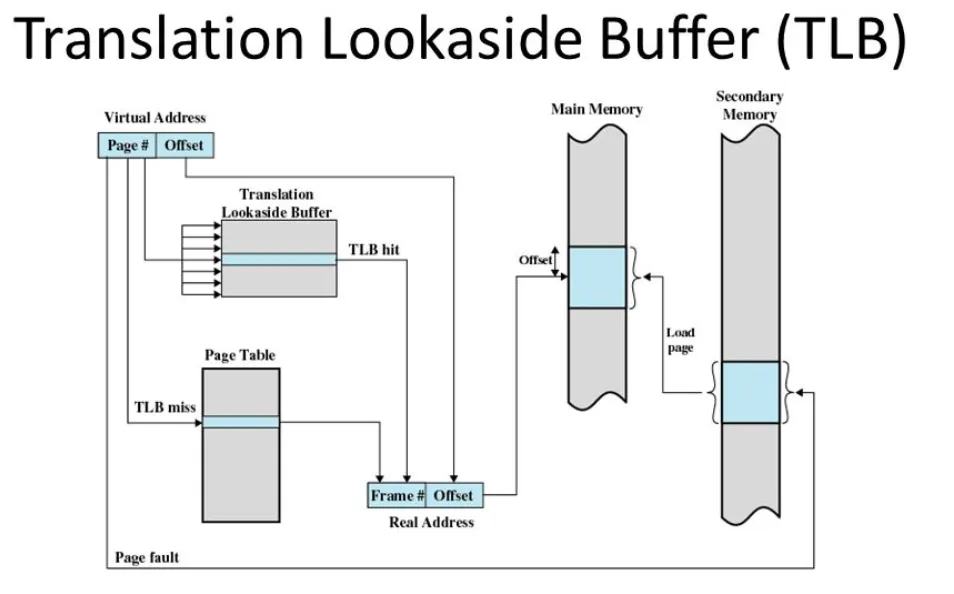 Translation Lookaside Buffer (TLB)
Secondary
Memory
Main Memory
Virtual Address
Page #
Offset
Translation
Lookaside Buffer
TLB hit
Offset
Load
page
Page Table
TLB miss
Frame #
Offset
Real Address
Page fault